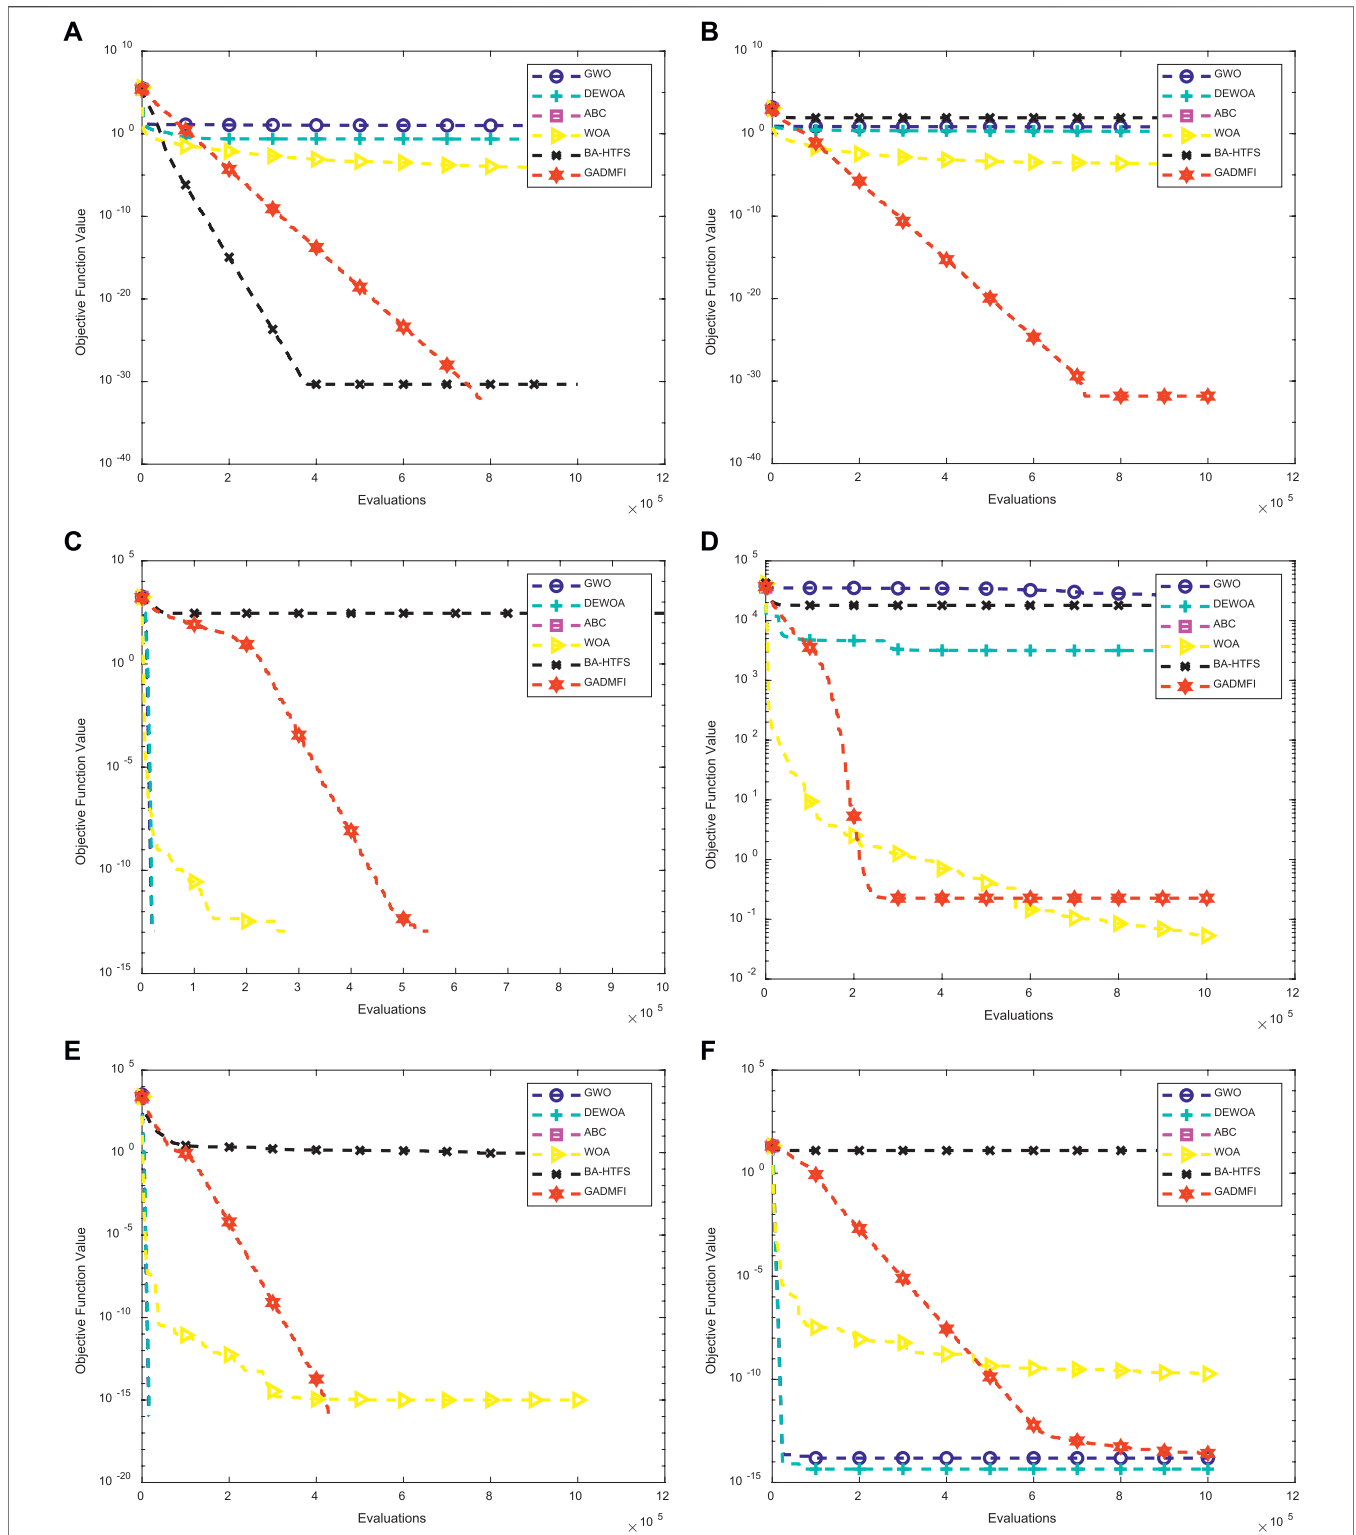 A
10 10
10 0
10 -10
10 -20
10 -30
10 -40
Objective Function Value
0 2 4 6 8 10 12
Evaluations
× 10 5
GWO
DEWOA
ABC
WOA
BA-HTFS
GADMFI
B
10 10
10 0
10 -10
10 -20
10 -30
10 -40
Objective Function Value
0 2 4 6 8 10 12
Evaluations
× 10 5
GWO
DEWOA
ABC
WOA
BA-HTFS
GADMFI
C
10 5
10 0
10 -5
10 -10
10 -15
Objective Function Value
0 1 2 3 4 5 6 7 8 9 10
Evaluations
× 10 5
GWO
DEWOA
ABC
WOA
BA-HTFS
GADMFI
D
10 5
10 4
10 3
10 2
10 1
10 0
10 -1
10 -2
Objective Function Value
0 2 4 6 8 10 12
Evaluations
× 10 5
GWO
DEWOA
ABC
WOA
BA-HTFS
GADMFI
E
10 5
10 0
10 -5
10 -10
10 -15
10 -20
Objective Function Value
0 2 4 6 8 10 12
Evaluations
× 10 5
GWO
DEWOA
ABC
WOA
BA-HTFS
GADMFI
F
10 5
10 0
10 -5
10 -10
10 -15
Objective Function Value
0 2 4 6 8 10 12
Evaluations
× 10 5
GWO
DEWOA
ABC
WOA
BA-HTFS
GADMFI